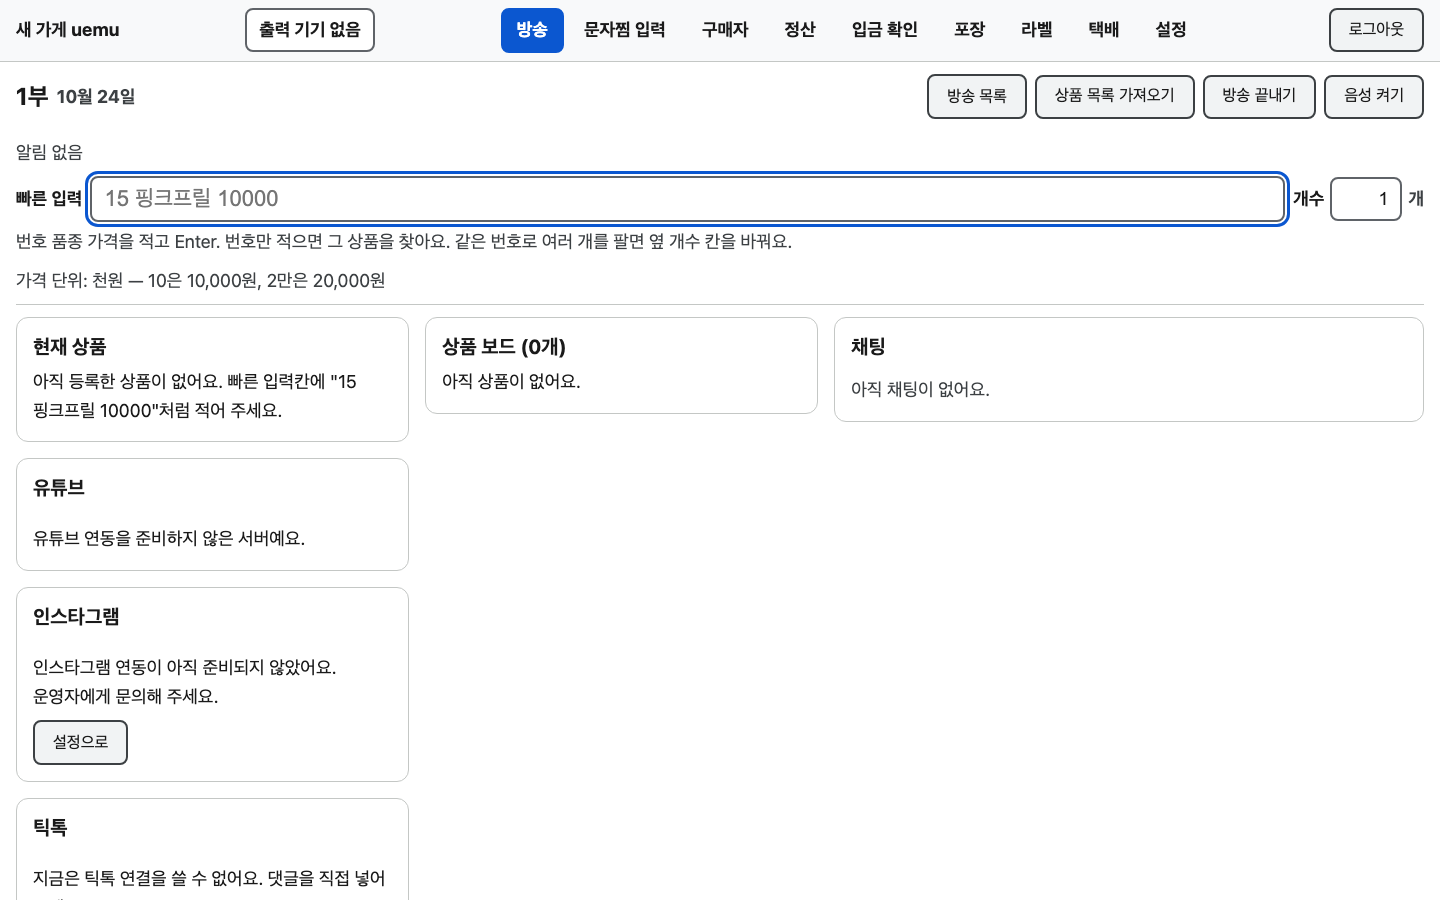 새 가게 uemu
출력 기기 없음
방송
문자찜 입력
구매자
정산
입금 확인
포장
라벨
택배
설정
로그아웃
1부 10월 24일
방송 목록
상품 목록 가져오기
방송 끝내기
음성 켜기
알림 없음
빠른 입력
15 핑크프릴 10000
개수
1
개
번호 품종 가격을 적고 Enter. 번호만 적으면 그 상품을 찾아요. 같은 번호로 여러 개를 팔면 옆 개수 칸을 바꿔요.
가격 단위: 천원 — 10은 10,000원, 2만은 20,000원
현재 상품
아직 등록한 상품이 없어요. 빠른 입력칸에 "15
핑크프릴 10000"처럼 적어 주세요.
상품 보드 (0개)
아직 상품이 없어요.
채팅
아직 채팅이 없어요.
유튜브
유튜브 연동을 준비하지 않은 서버예요.
인스타그램
인스타그램 연동이 아직 준비되지 않았어요.
운영자에게 문의해 주세요.
설정으로
틱톡
지금은 틱톡 연결을 쓸 수 없어요. 댓글을 직접 넣어